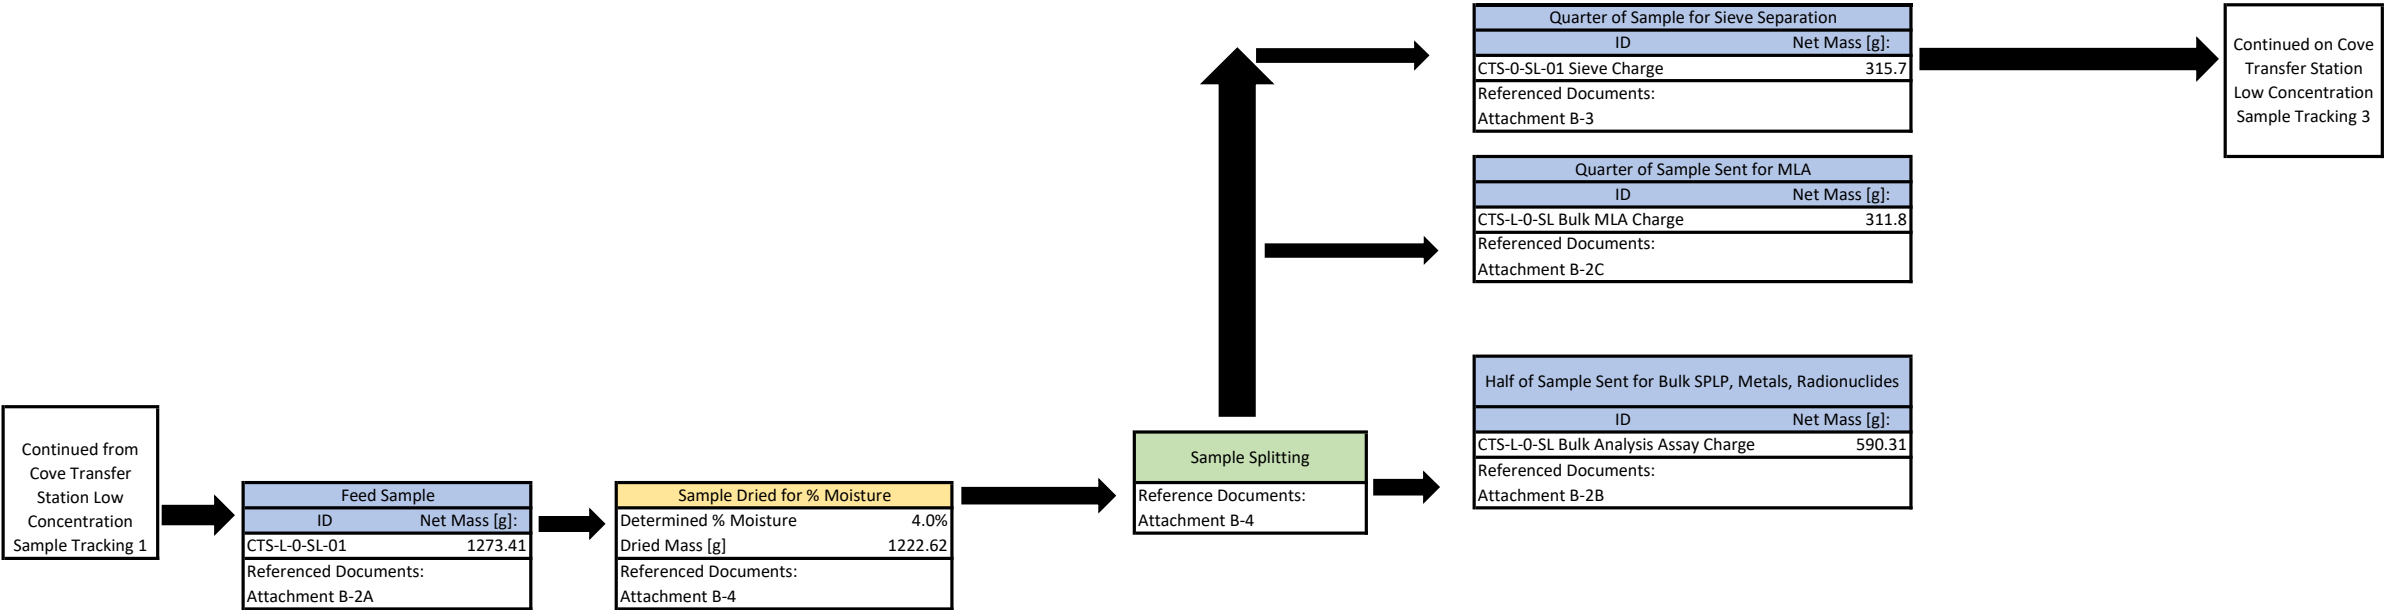 Quarter of Sample for Sieve Separation
ID Net Mass [g]:
CTS-0-SL-01 Sieve Charge 315.7
Referenced Documents:
Attachment B-3
Continued on Cove
Transfer Station
Low Concentration
Sample Tracking 3
Quarter of Sample Sent for MLA
ID Net Mass [g]:
CTS-L-0-SL Bulk MLA Charge 311.8
Referenced Documents:
Attachment B-2C
Half of Sample Sent for Bulk SPLP, Metals, Radionuclides
ID Net Mass [g]:
CTS-L-0-SL Bulk Analysis Assay Charge 590.31
Referenced Documents:
Attachment B-2B
Continued from
Cove Transfer
Station Low
Concentration
Sample Tracking 1
Feed Sample
ID Net Mass [g]:
CTS-L-0-SL-01 1273.41
Referenced Documents:
Attachment B-2A
Sample Dried for % Moisture
Determined % Moisture 4.0%
Dried Mass [g] 1222.62
Referenced Documents:
Attachment B-4
Sample Splitting
Reference Documents:
Attachment B-4